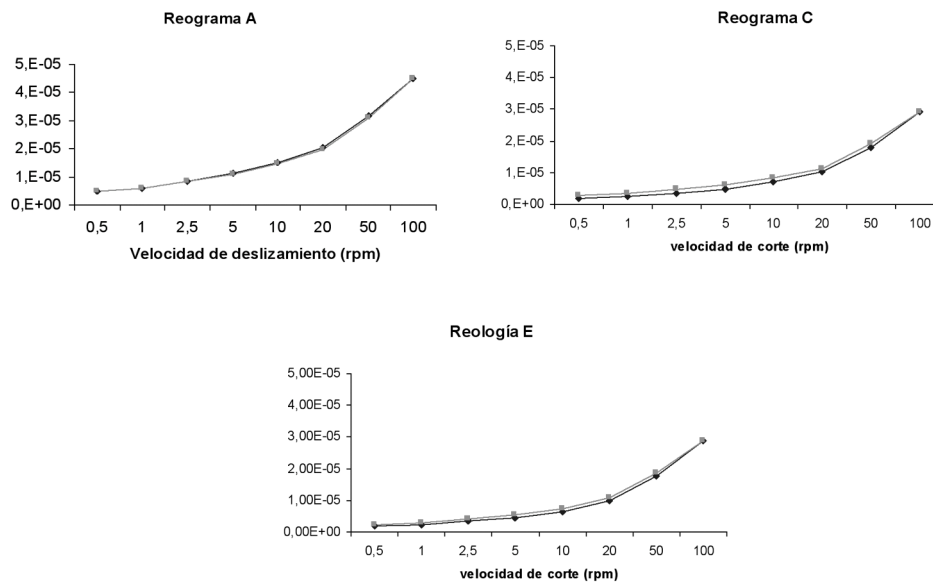 Reograma A
5,E-05
4,E-05
3,E-05
2,E-05
1,E-05
0,E+00
0,5 1 2,5 5 10 20 50 100
Velocidad de deslizamiento (rpm)
Reograma C
5,E-05
4,E-05
3,E-05
2,E-05
1,E-05
0,E+00
0,5 1 2,5 5 10 20 50 100
velocidad de corte (rpm)
Reología E
5,00E-05
4,00E-05
3,00E-05
2,00E-05
1,00E-05
0,00E+00
0,5 1 2,5 5 10 20 50 100
velocidad de corte (rpm)